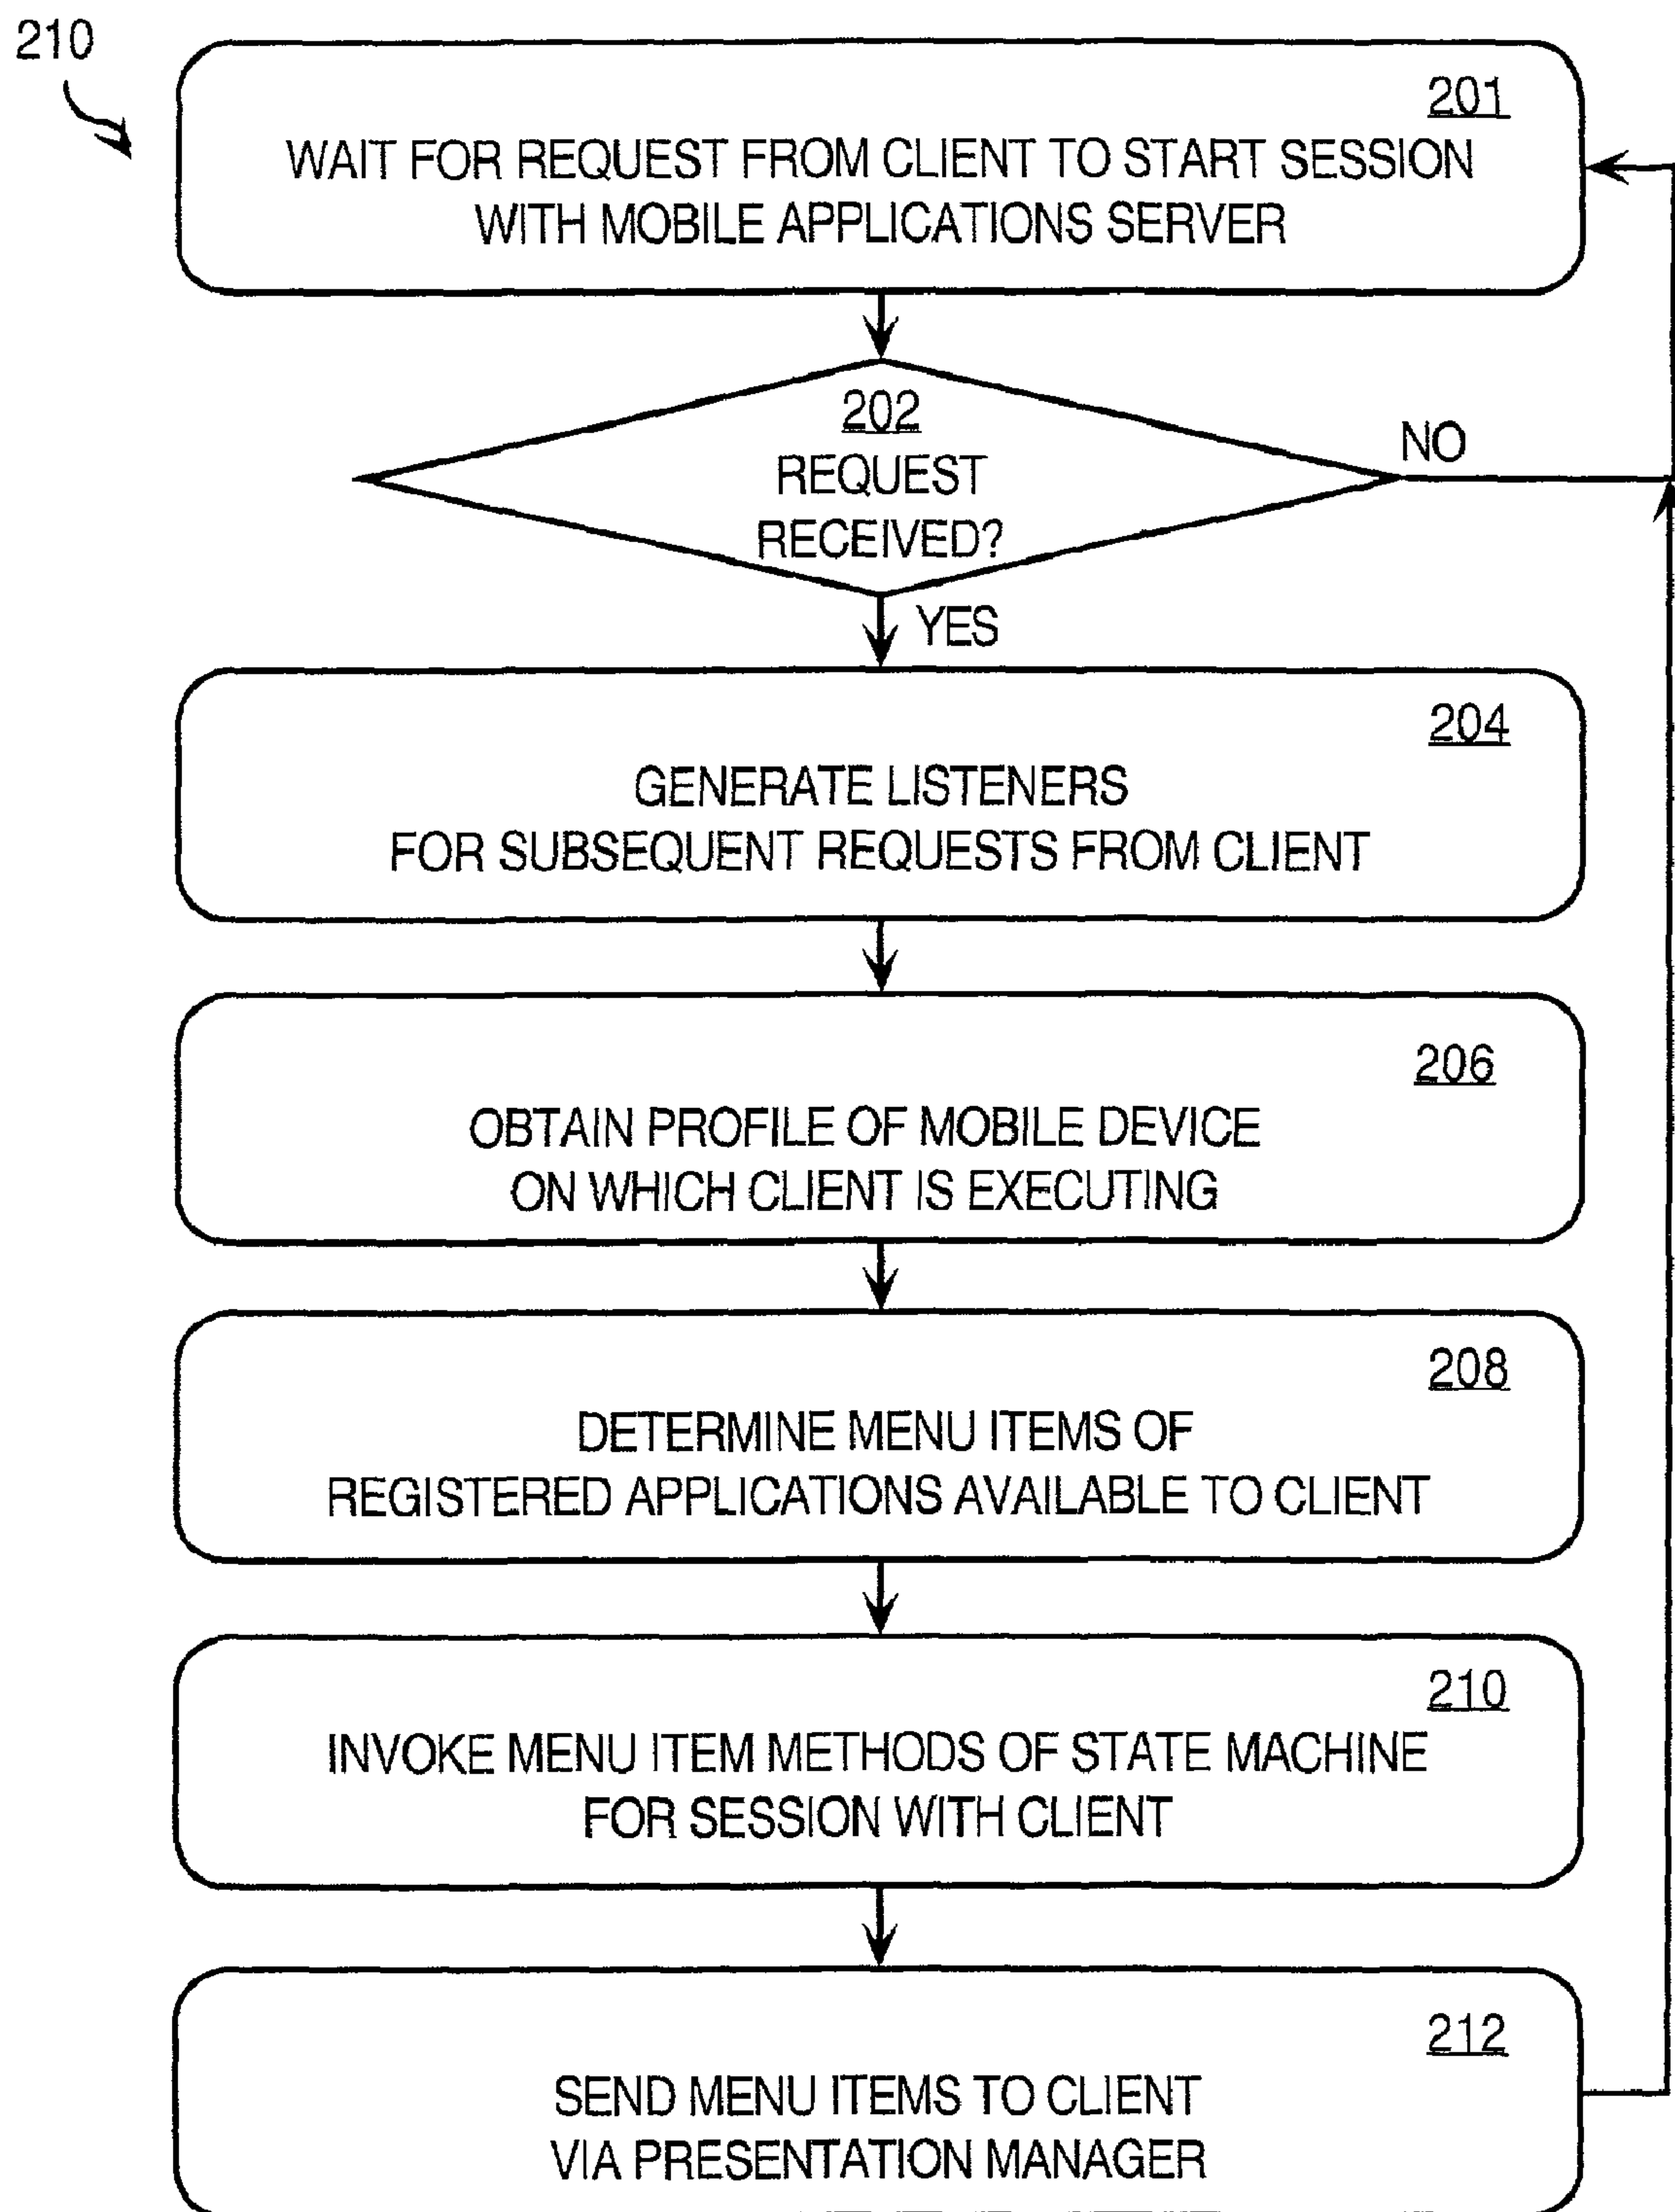 210
201
WAIT FOR REQUEST FROM CLIENT TO START SESSION
WITH MOBILE APPLICATIONS SERVER
202
REQUEST
RECEIVED?
NO
YES
204
GENERATE LISTENERS
FOR SUBSEQUENT REQUESTS FROM CLIENT
206
OBTAIN PROFILE OF MOBILE DEVICE
ON WHICH CLIENT IS EXECUTING
208
DETERMINE MENU ITEMS OF
REGISTERED APPLICATIONS AVAILABLE TO CLIENT
210
INVOKE MENU ITEM METHODS OF STATE MACHINE
FOR SESSION WITH CLIENT
212
SEND MENU ITEMS TO CLIENT
VIA PRESENTATION MANAGER